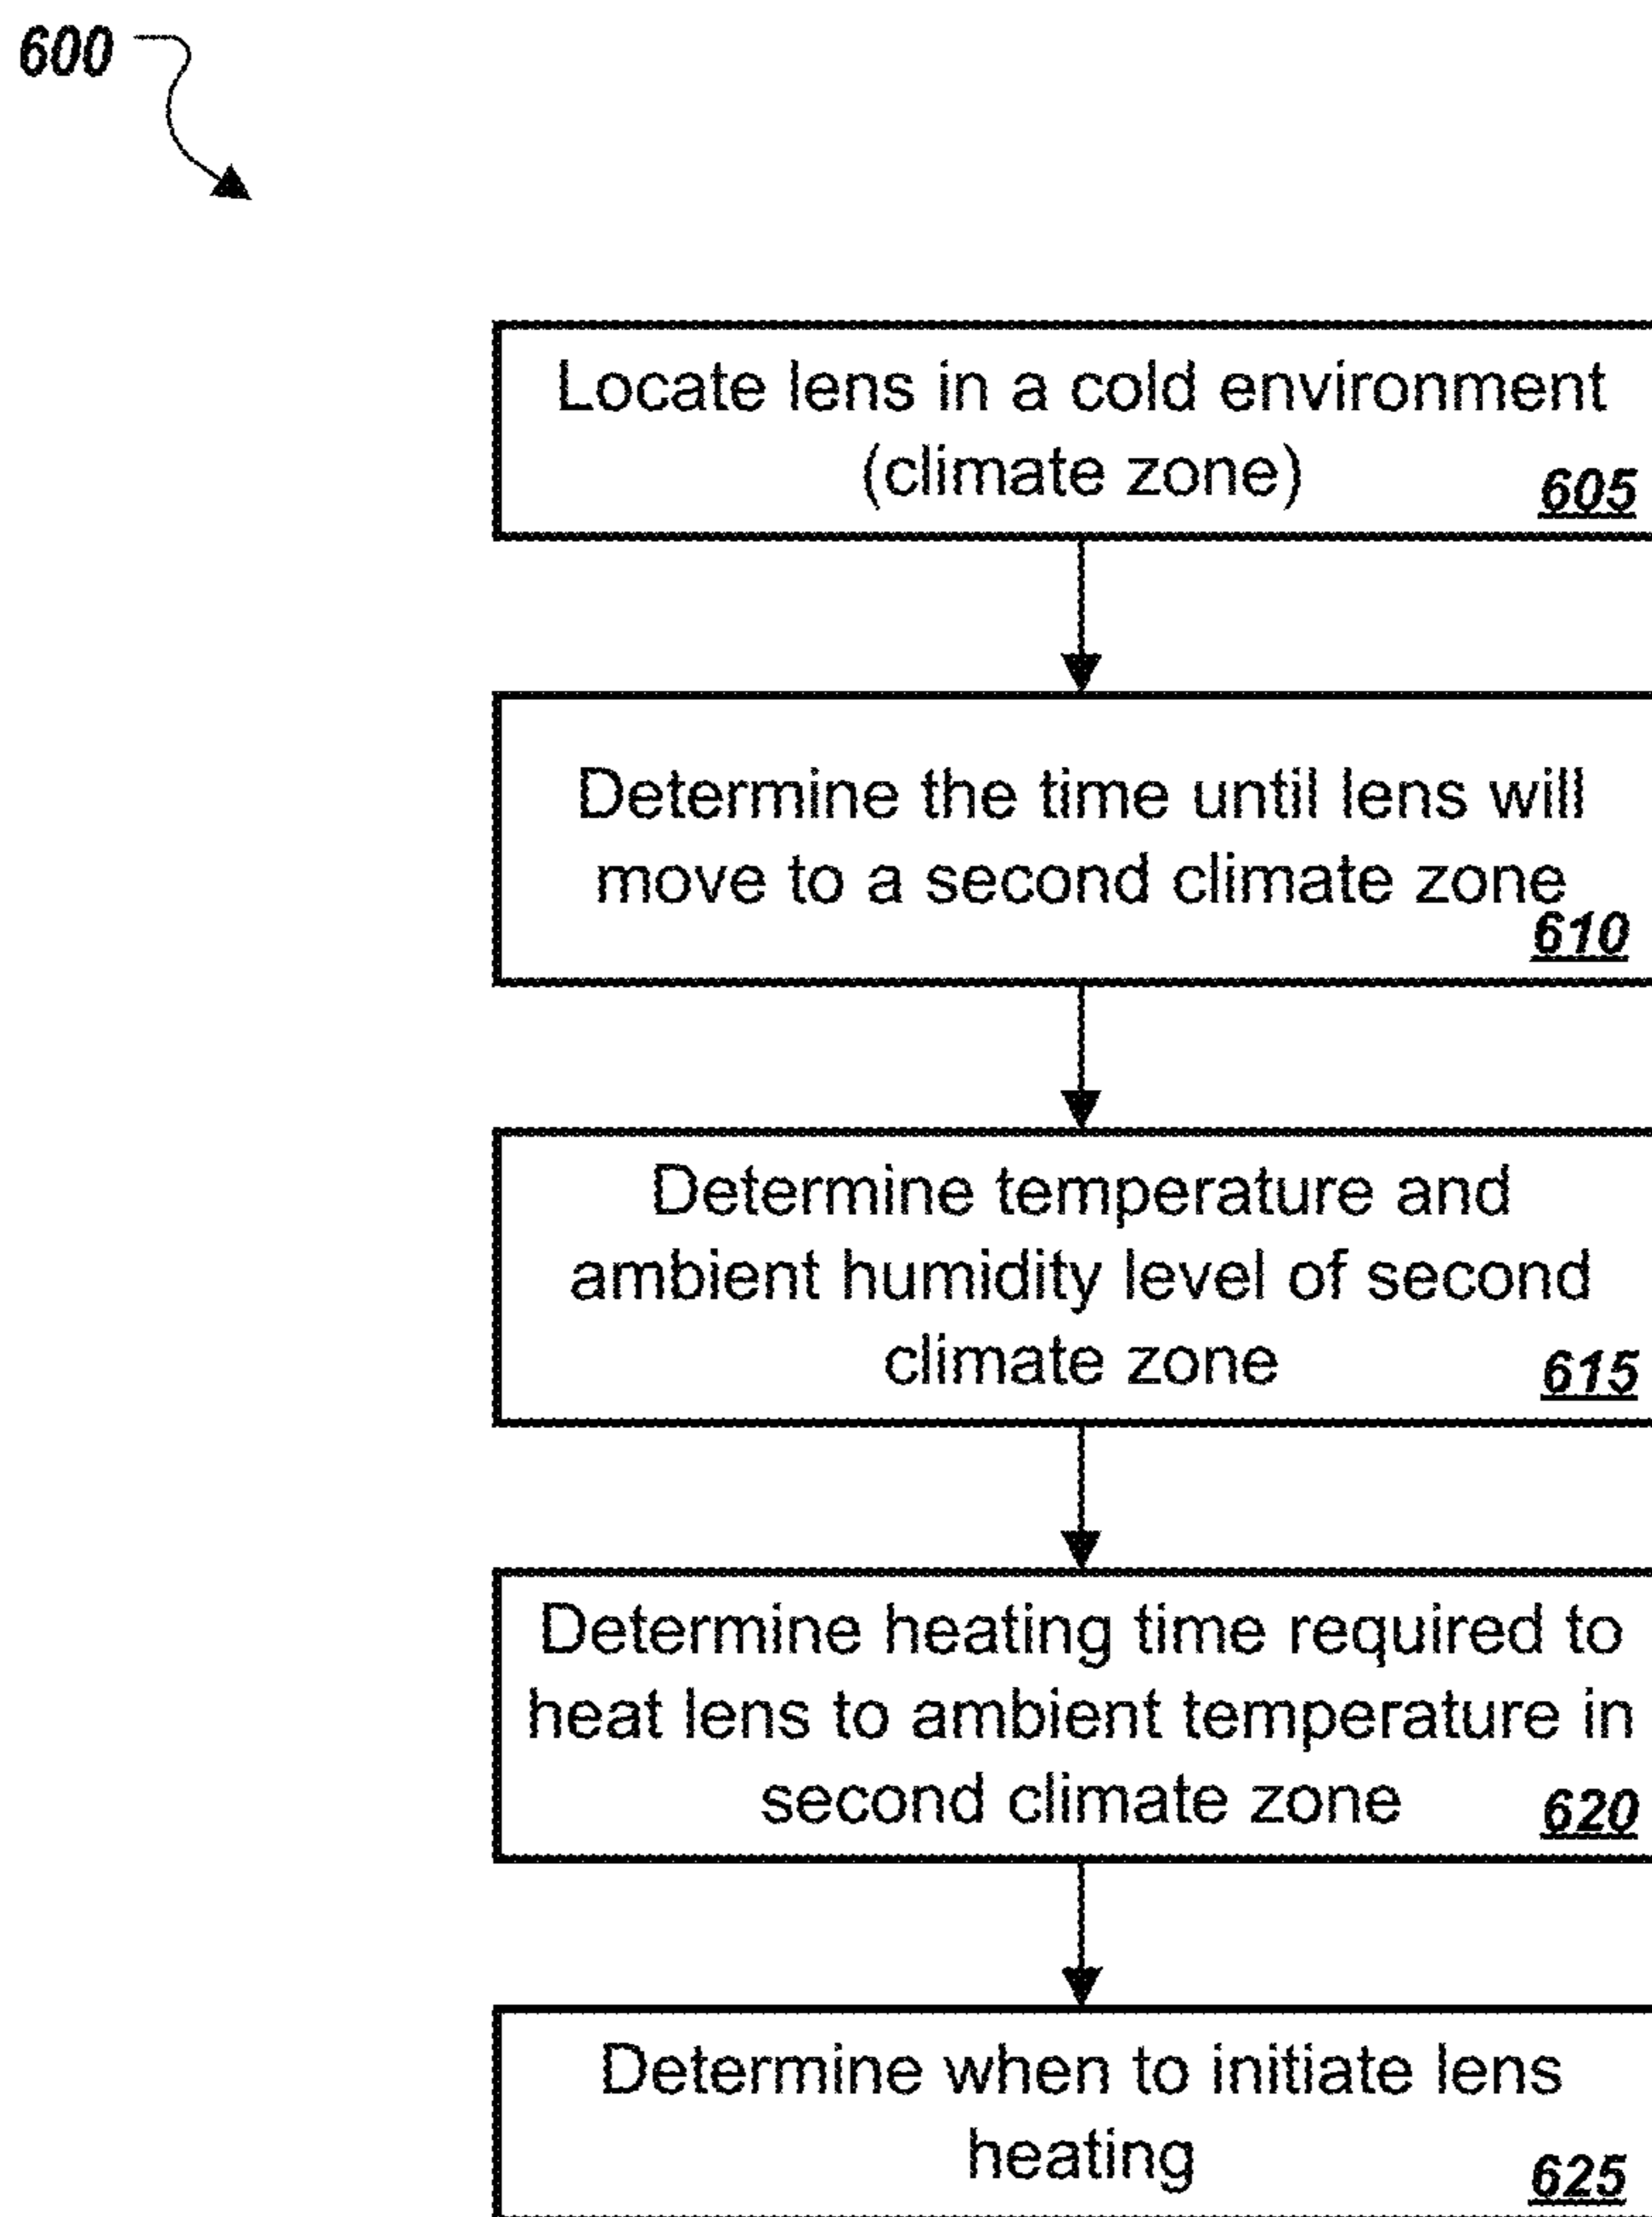 600
Locate lens in a cold environment
(climate zone)
605
Determine the time until lens will
move to a second climate zone
610
Determine temperature and
ambient humidity level of second
climate zone
615
Determine heating time required to
heat lens to ambient temperature in
second climate zone
620
Determine when to initiate lens
heating
625